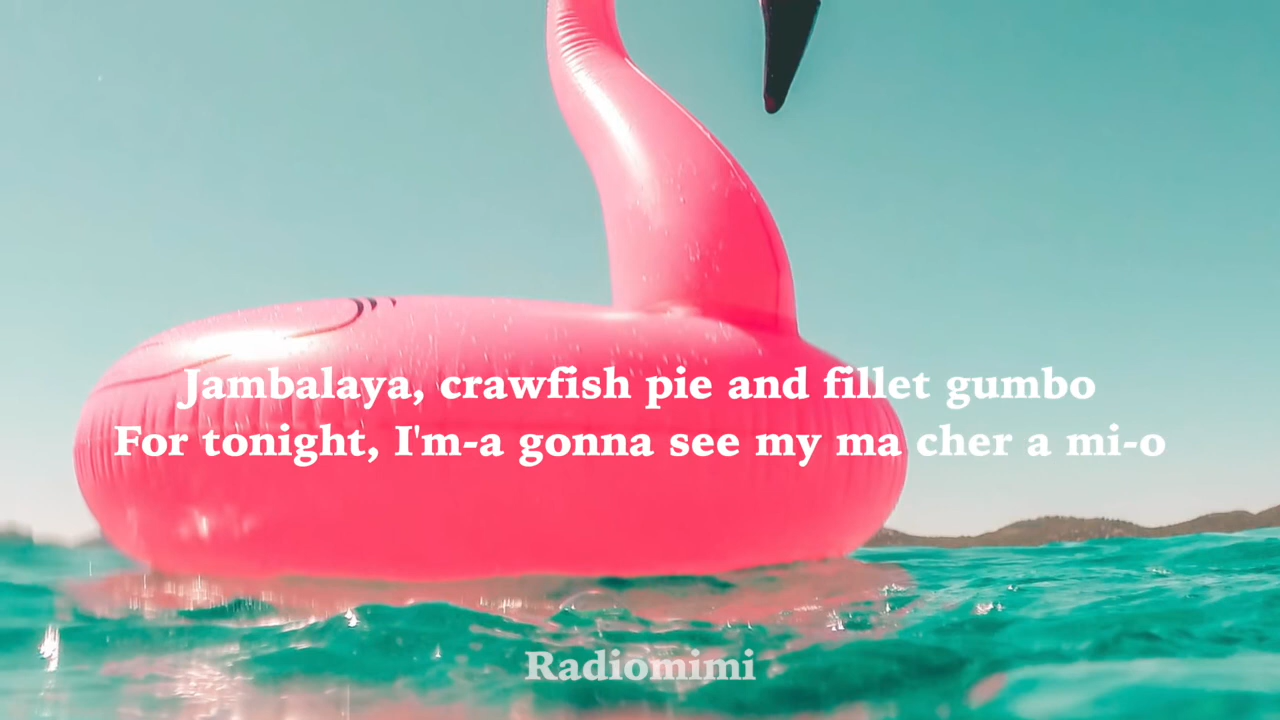 Jambalaya, crawfish pie and fillet gumbo
For tonight, I'm-a gonna see my ma cher a mi-o
Radiomimi